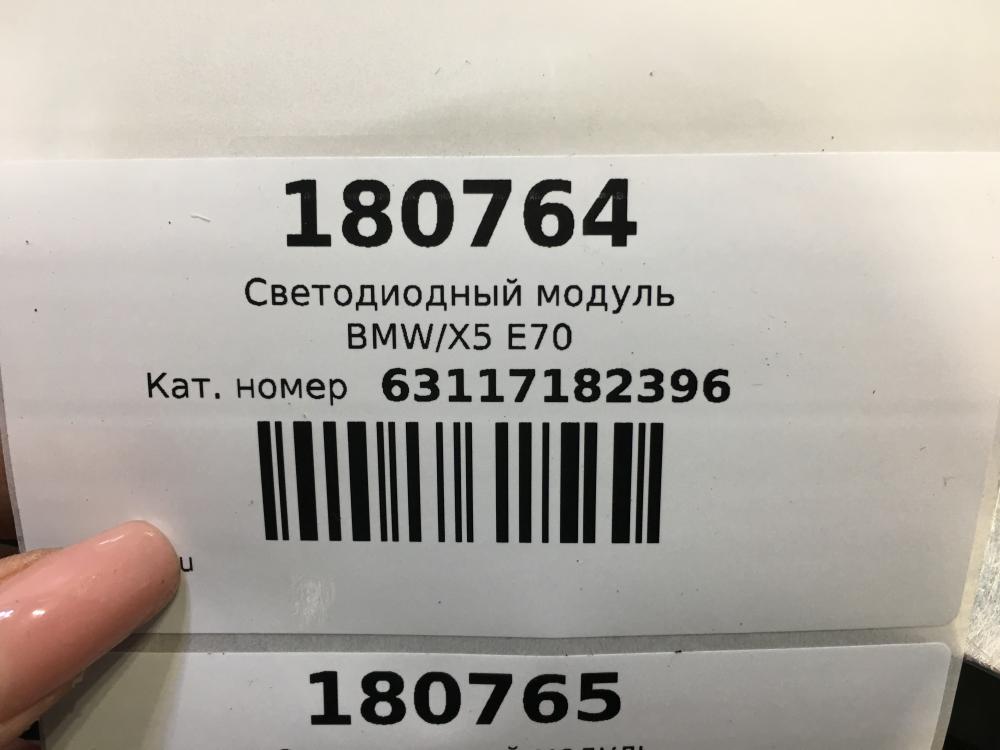 180764
Светодиодный модуль
BMW/X5 E70
Кат. номер 63117182396
u
180765